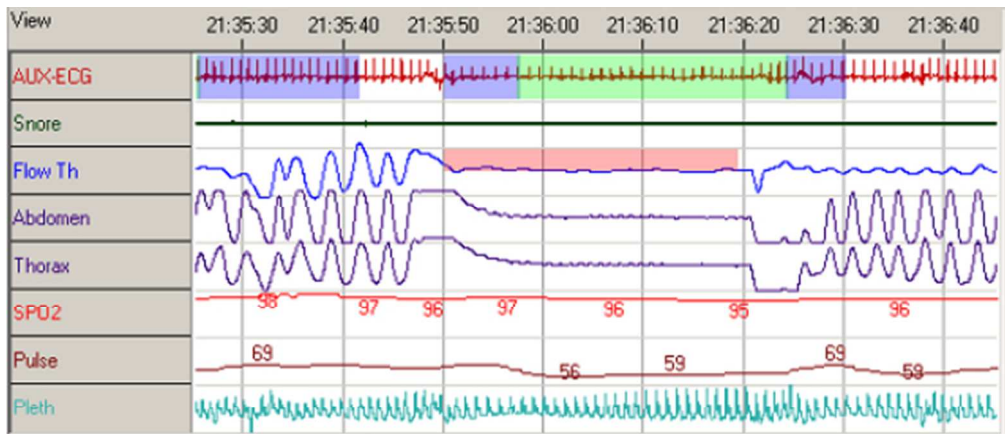 View 21:35:30 21:35:40 21:35:50 21:36:00 21:36:10 21:36:20 21:36:30 21:36:40
AUX-ECG
Snore
Flow Th
Abdomen
Thorax
SPO2 98 97 96 97 96 95 96
Pulse 69 56 59 69 59
Pleth